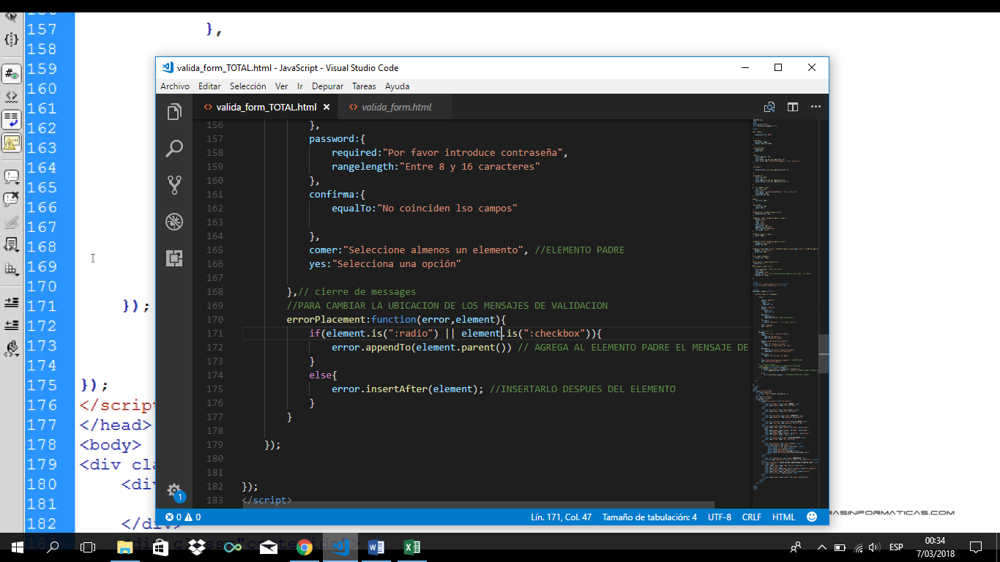 157 },
158
159
160
161
162
163
164
165
166
167
168
169
170
171 });
172
173
174
175 });
176 </script
177 </head>
178 <body>
179 <div cla
180 <div
181
182 </div>
valida_form_TOTAL.html - JavaScript - Visual Studio Code
Archivo Editar Selección Ver Ir Depurar Tareas Ayuda
valida_form_TOTAL.html valida_form.html
156 },
157 password:{
158 required:"Por favor introduce contraseña",
159 rangelength:"Entre 8 y 16 caracteres"
160 },
161 confirma:{
162 equalTo:"No coinciden lso campos"
163
164 },
165 comer:"Seleccione almenos un elemento", //ELEMENTO PADRE
166 yes:"Selecciona una opción"
167
168 },// cierre de messages
169 //PARA CAMBIAR LA UBICACION DE LOS MENSAJES DE VALIDACION
170 errorPlacement:function(error,element){
171 if(element.is(":radio") || element.is(":checkbox")){
172 error.appendTo(element.parent()) // AGREGA AL ELEMENTO PADRE EL MENSAJE DE
173 }
174 else{
175 error.insertAfter(element); //INSERTARLO DESPUES DEL ELEMENTO
176 }
177 }
178
179 });
180
181
182 });
183 </script>
1
0 0 Lín. 171, Col. 47 Tamaño de tabulación: 4 UTF-8 CRLF HTML
RASINFORMATICAS.COM
ESP 00:34
7/03/2018